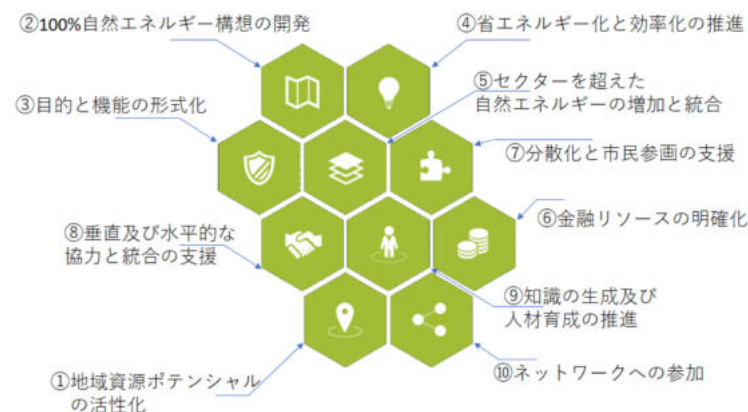 ②100%自然エネルギー構想の開発
④省エネルギー化と効率化の推進
⑤セクターを超えた
自然エネルギーの増加と統合
③目的と機能の形式化
⑦分散化と市民参画の支援
⑥金融リソースの明確化
⑧垂直及び水平的な
協力と統合の支援
⑨知識の生成及び
人材育成の推進
⑩ネットワークへの参加
①地域資源ポテンシャル
の活性化